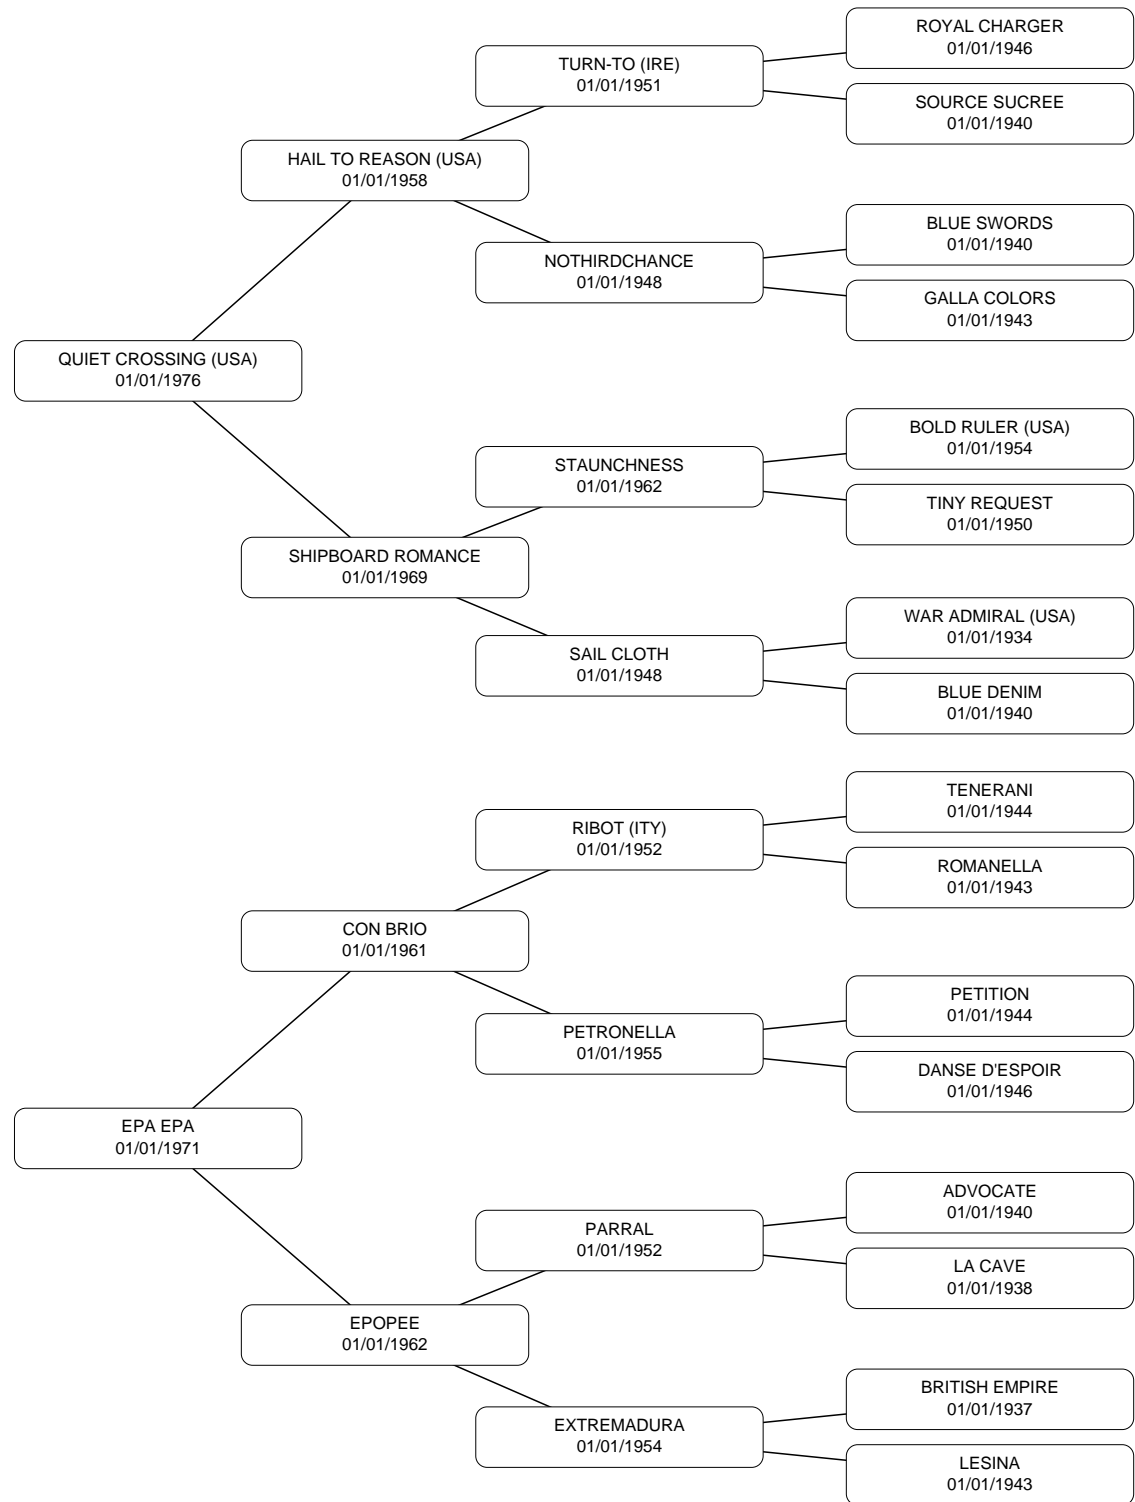 ROYAL CHARGER
01/01/1946
TURN-TO (IRE)
01/01/1951
SOURCE SUCREE
01/01/1940
HAIL TO REASON (USA)
01/01/1958
BLUE SWORDS
01/01/1940
NOTHIRDCHANCE
01/01/1948
GALLA COLORS
01/01/1943
QUIET CROSSING (USA)
01/01/1976
BOLD RULER (USA)
01/01/1954
STAUNCHNESS
01/01/1962
TINY REQUEST
01/01/1950
SHIPBOARD ROMANCE
01/01/1969
WAR ADMIRAL (USA)
01/01/1934
SAIL CLOTH
01/01/1948
BLUE DENIM
01/01/1940
TENERANI
01/01/1944
RIBOT (ITY)
01/01/1952
ROMANELLA
01/01/1943
CON BRIO
01/01/1961
PETITION
01/01/1944
PETRONELLA
01/01/1955
DANSE D'ESPOIR
01/01/1946
EPA EPA
01/01/1971
ADVOCATE
01/01/1940
PARRAL
01/01/1952
LA CAVE
01/01/1938
EPOPEE
01/01/1962
BRITISH EMPIRE
01/01/1937
EXTREMADURA
01/01/1954
LESINA
01/01/1943